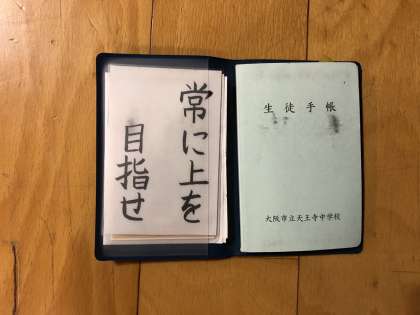 常に上を
目指せ
生徒手帳
大阪市立天王寺中学校